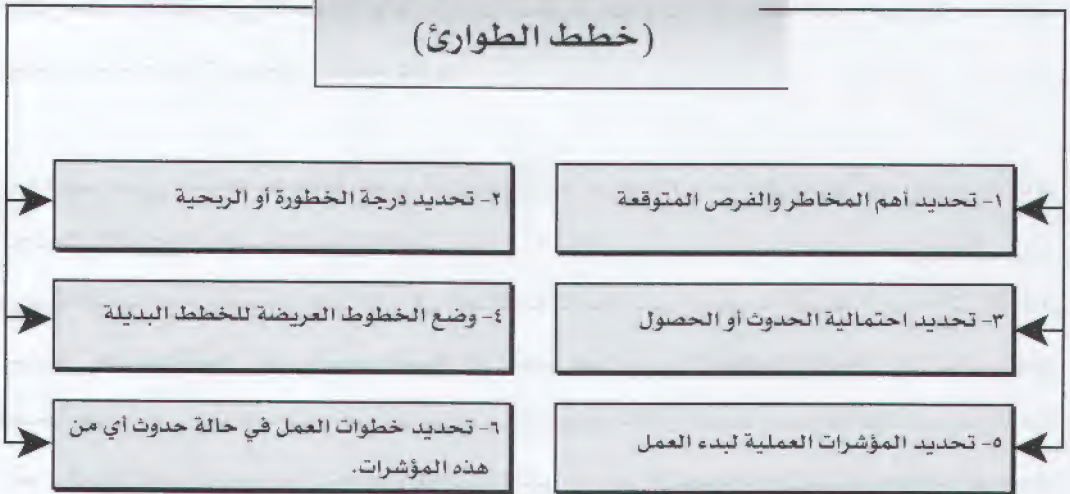 (خطط الطوارئ)
١- تحديد أهم المخاطر والفرص المتوقعة
٢- تحديد درجة الخطورة أو الربحية
٣- تحديد احتمالية الحدوث أو الحصول
٤- وضع الخطوط العريضة للخطط البديلة
٥- تحديد المؤشرات العملية لبدء العمل
٦- تحديد خطوات العمل في حالة حدوث أي من
هذه المؤشرات.